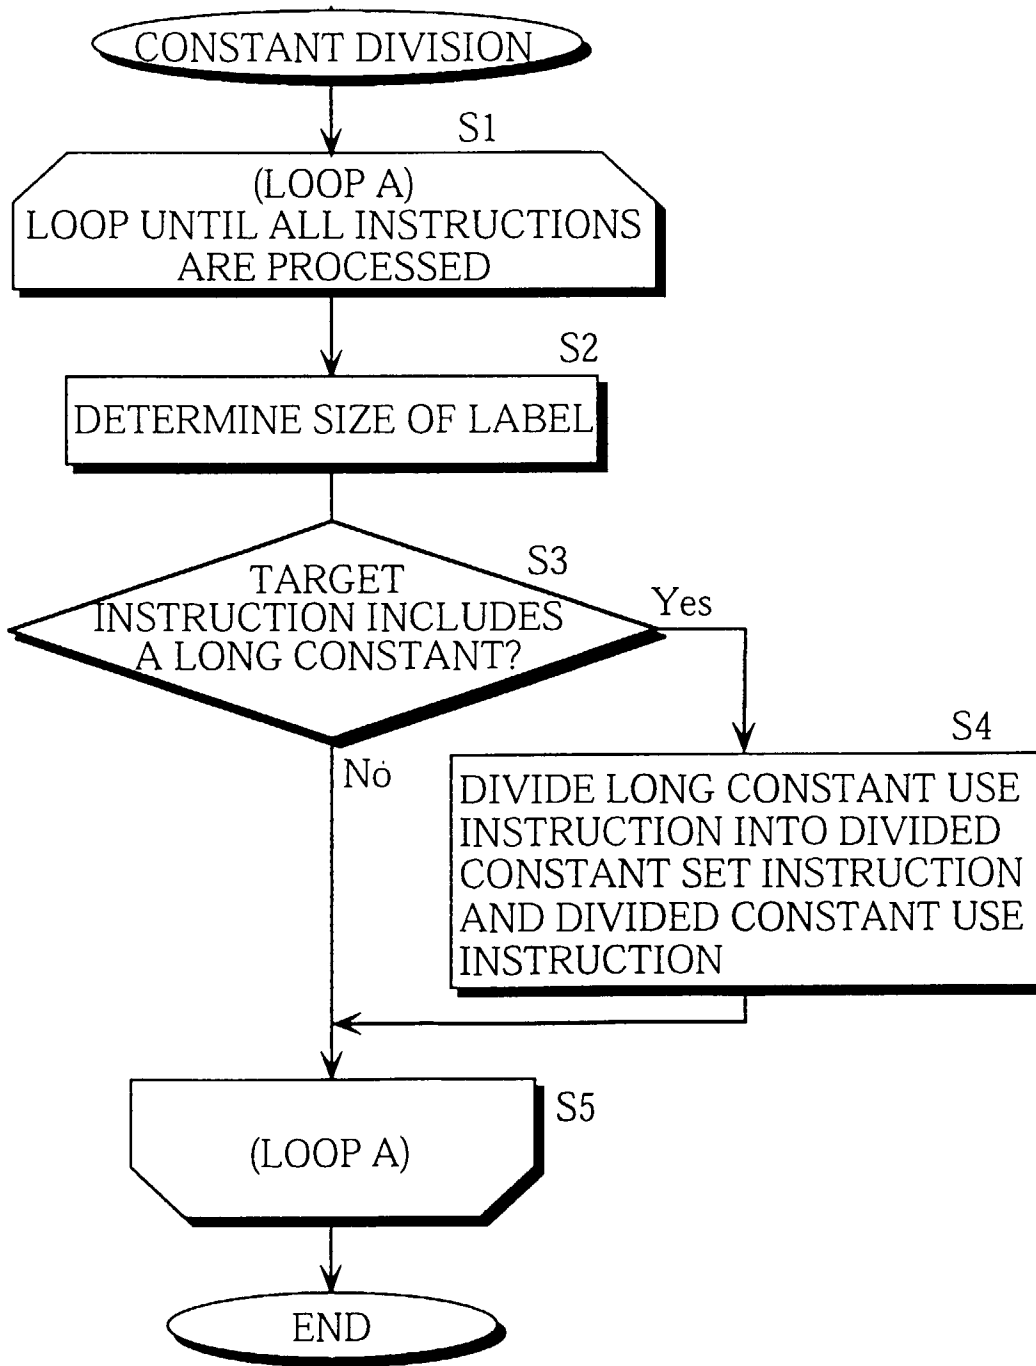 CONSTANT DIVISION
S1
(LOOP A)
LOOP UNTIL ALL INSTRUCTIONS
ARE PROCESSED
S2
DETERMINE SIZE OF LABEL
S3
TARGET
INSTRUCTION INCLUDES
A LONG CONSTANT?
Yes
No
S4
DIVIDE LONG CONSTANT USE
INSTRUCTION INTO DIVIDED
CONSTANT SET INSTRUCTION
AND DIVIDED CONSTANT USE
INSTRUCTION
S5
(LOOP A)
END